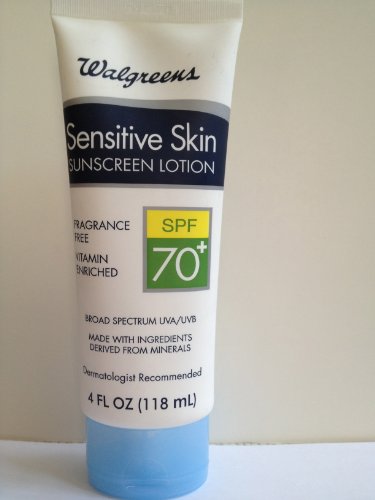 Walgreens
Sensitive Skin
SUNSCREEN LOTION
FRAGRANCE
FREE
VITAMIN
ENRICHED
SPF
70+
BROAD SPECTRUM UVA/UVB
MADE WITH INGREDIENTS
DERIVED FROM MINERALS
Dermatologist Recommended
4 FL OZ (118 mL)